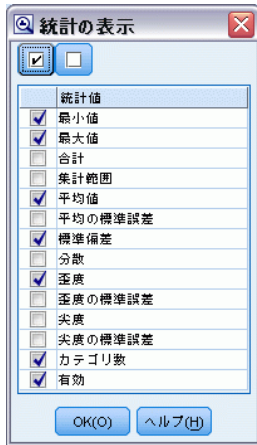 統計の表示
統計値
最小値
最大値
合計
集計範囲
平均値
平均の標準誤差
標準偏差
分散
歪度
歪度の標準誤差
尖度
尖度の標準誤差
カテゴリ数
有効
OK(O) ヘルプ(H)